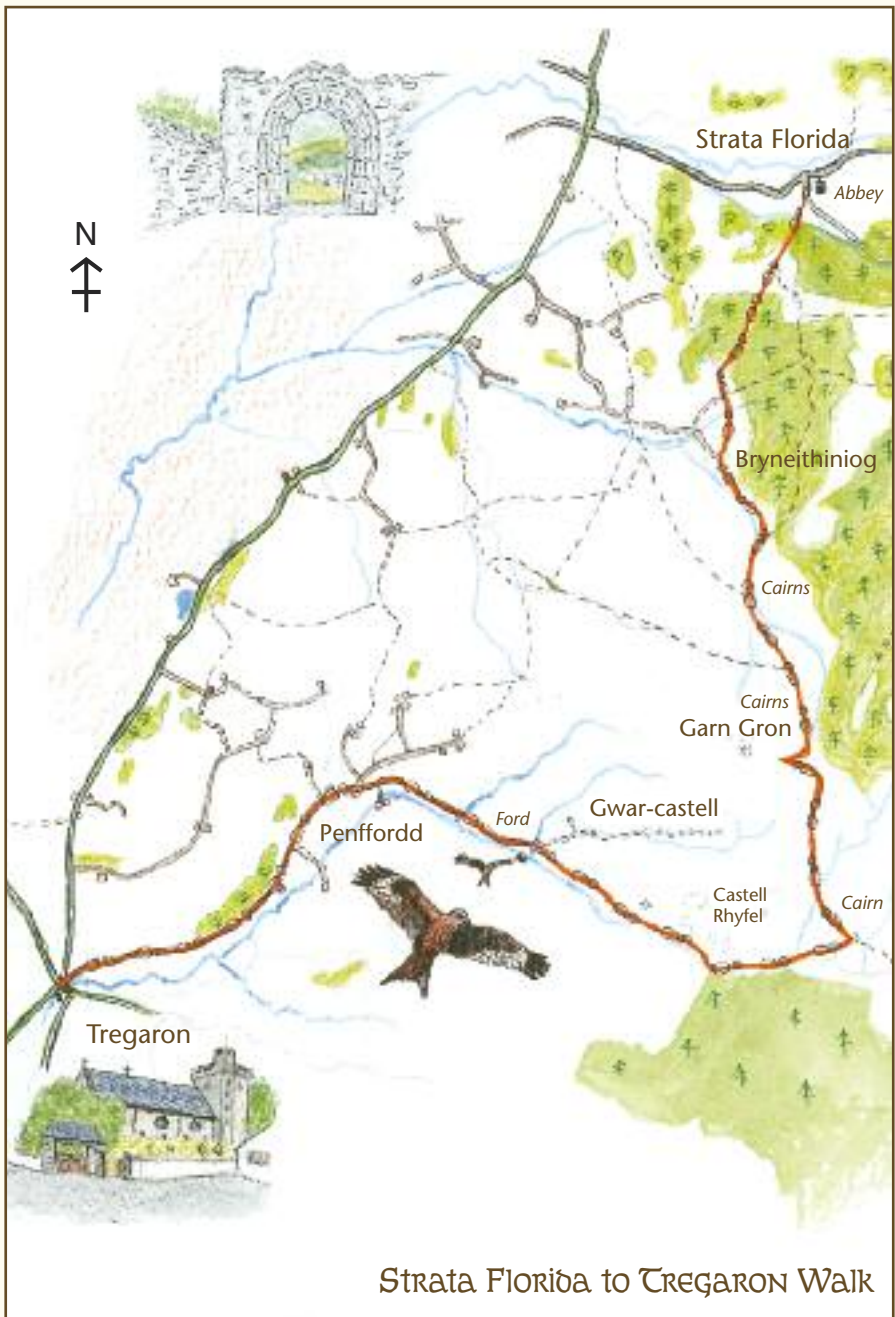 Strata Florida
Abbey
N
Bryneithiniog
Cairns
Cairns
Garn Gron
Gwar-castell
Ford
Penffordd
Castell
Rhyfel
Cairn
Tregaron
Strata Florida to Tregaron Walk